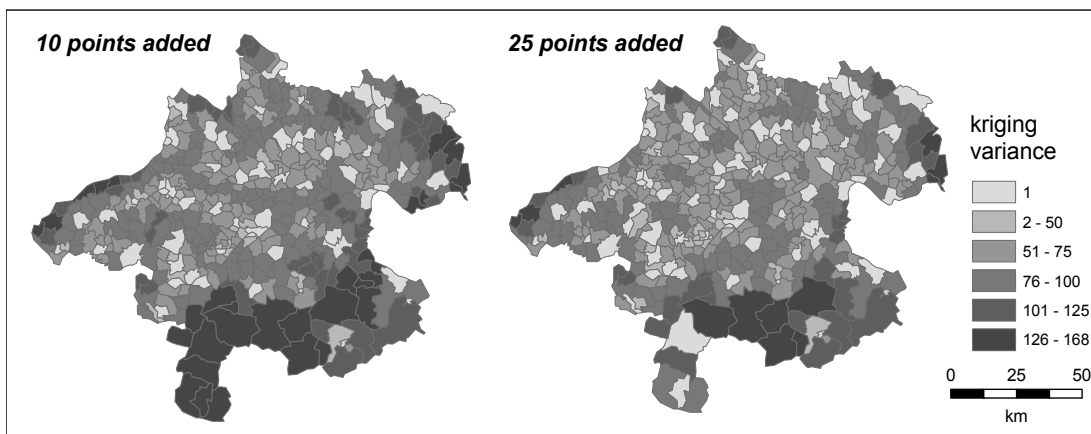 10 points added
25 points added
kriging
variance
1
2 - 50
51 - 75
76 - 100
101 - 125
126 - 168
0 25 50
km